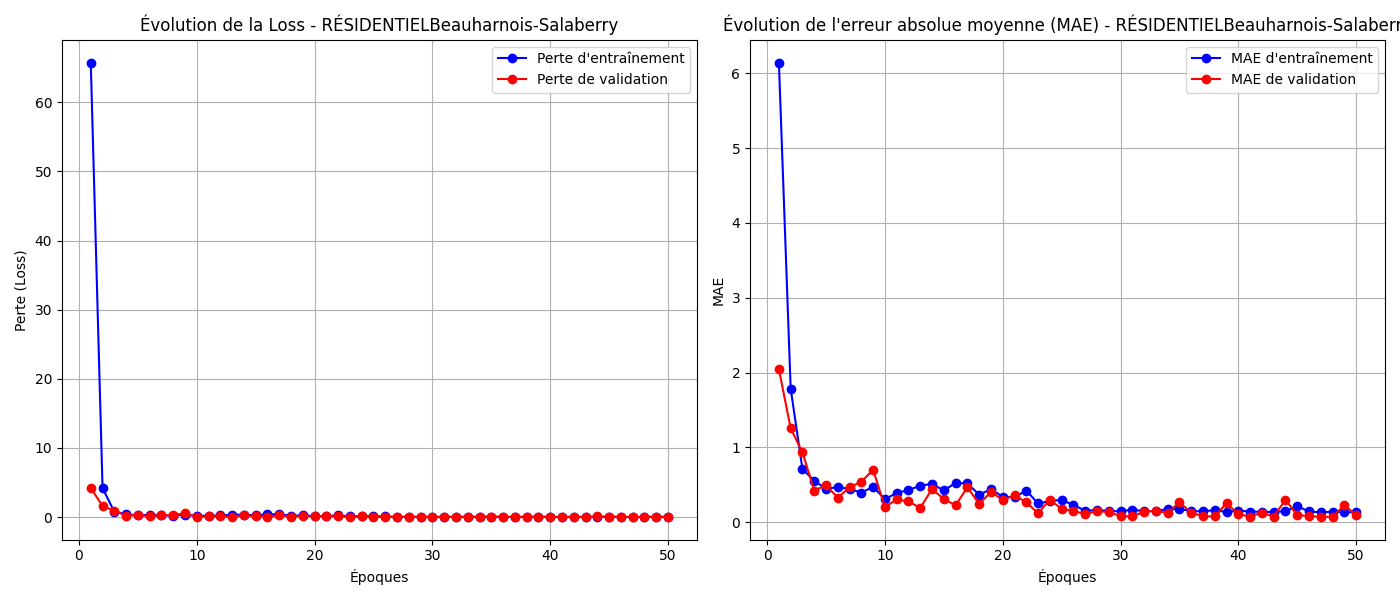 Évolution de la Loss - RÉSIDENTIELBeauharnois-Salaberry
Perte d'entraînement
Perte de validation
60
50
40
30
20
10
0
Perte (Loss)
0 10 20 30 40 50
Époques
Évolution de l'erreur absolue moyenne (MAE) - RÉSIDENTIELBeauharnois-Salaberr
MAE d'entraînement
MAE de validation
6
5
4
3
2
1
0
MAE
0 10 20 30 40 50
Époques